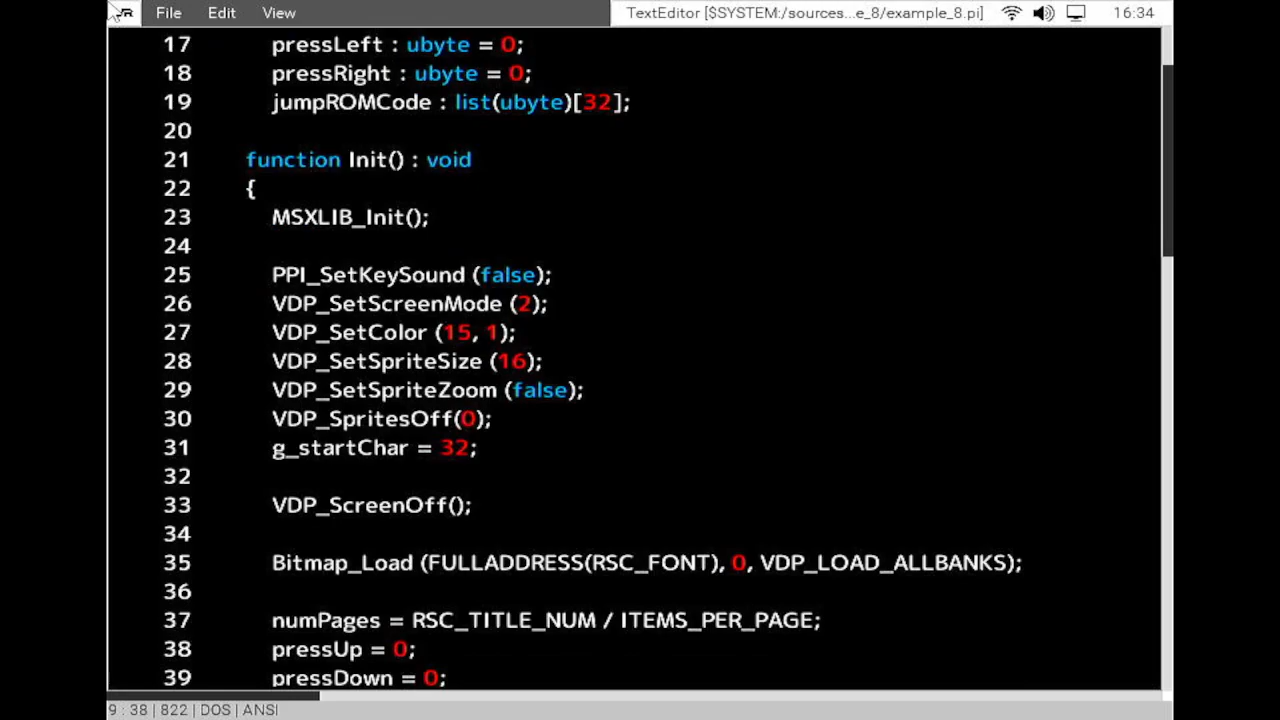 File Edit View TextEditor [$SYSTEM:/sources...e_8/example_8.pi] 16:34
17 pressLeft : ubyte = 0;
18 pressRight : ubyte = 0;
19 jumpROMCode : list(ubyte)[32];
20
21 function Init() : void
22 {
23 MSXLIB_Init();
24
25 PPI_SetKeySound (false);
26 VDP_SetScreenMode (2);
27 VDP_SetColor (15, 1);
28 VDP_SetSpriteSize (16);
29 VDP_SetSpriteZoom (false);
30 VDP_SpritesOff(0);
31 g_startChar = 32;
32
33 VDP_ScreenOff();
34
35 Bitmap_Load (FULLADDRESS(RSC_FONT), 0, VDP_LOAD_ALLBANKS);
36
37 numPages = RSC_TITLE_NUM / ITEMS_PER_PAGE;
38 pressUp = 0;
39 pressDown = 0;
9 : 38 | 822 | DOS | ANSI